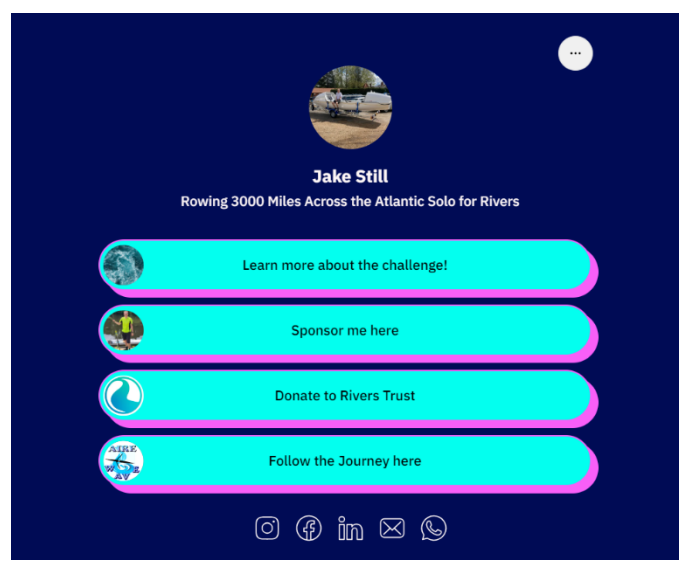 Jake Still
Rowing 3000 Miles Across the Atlantic Solo for Rivers
Learn more about the challenge!
Sponsor me here
Donate to Rivers Trust
AIRE
Follow the Journey here